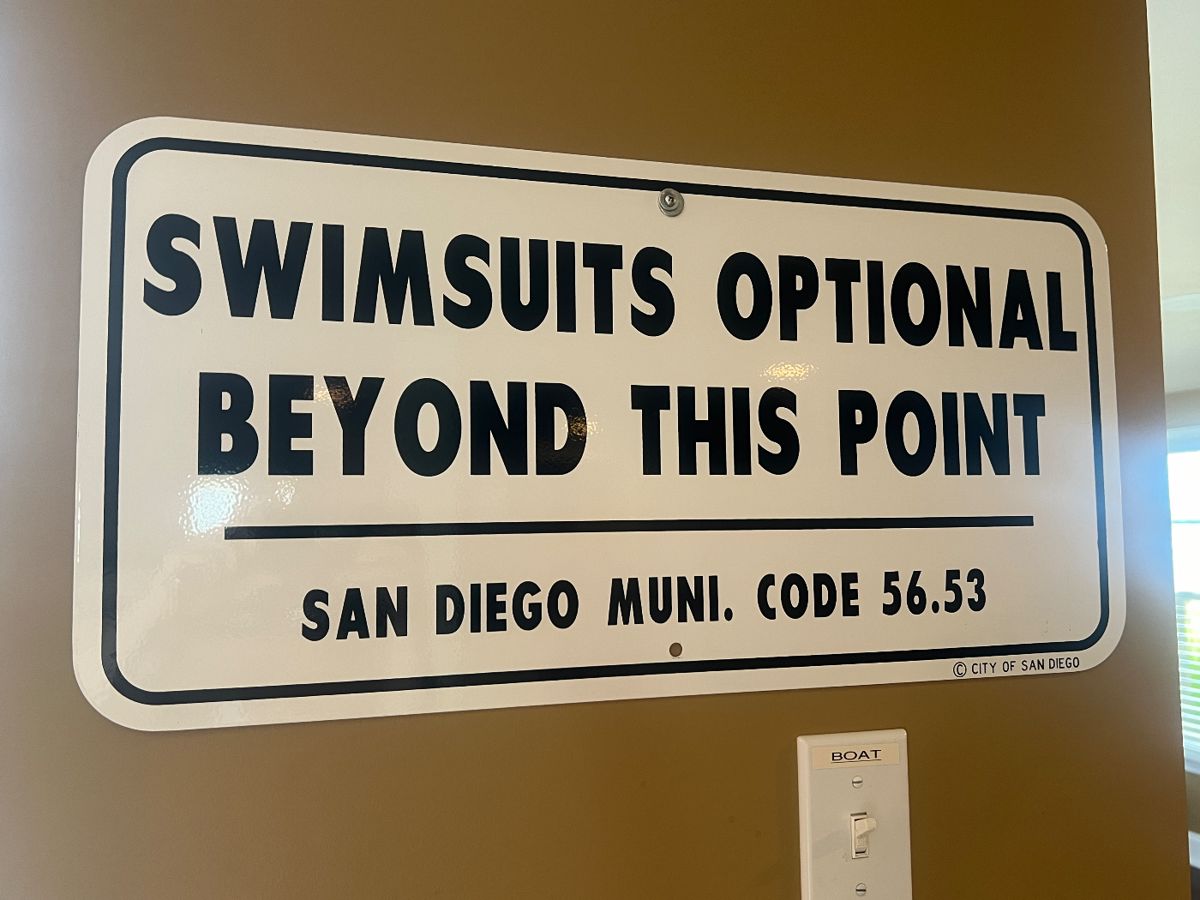 SWIMSUITS OPTIONAL
BEYOND THIS POINT
SAN DIEGO MUNI. CODE 56.53
© CITY OF SAN DIEGO
BOAT